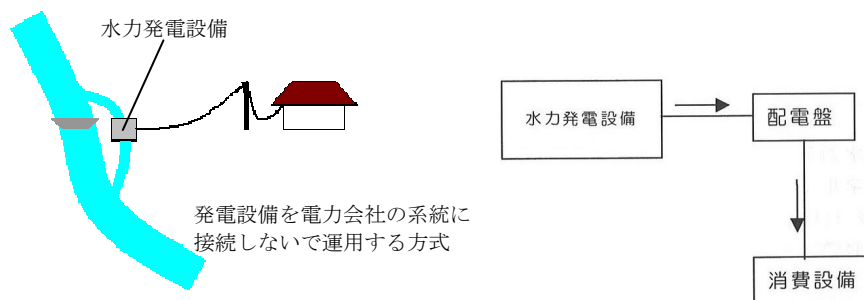 水力発電設備
発電設備を電力会社の系統に
接続しないで運用する方式
水力発電設備
配電盤
消費設備